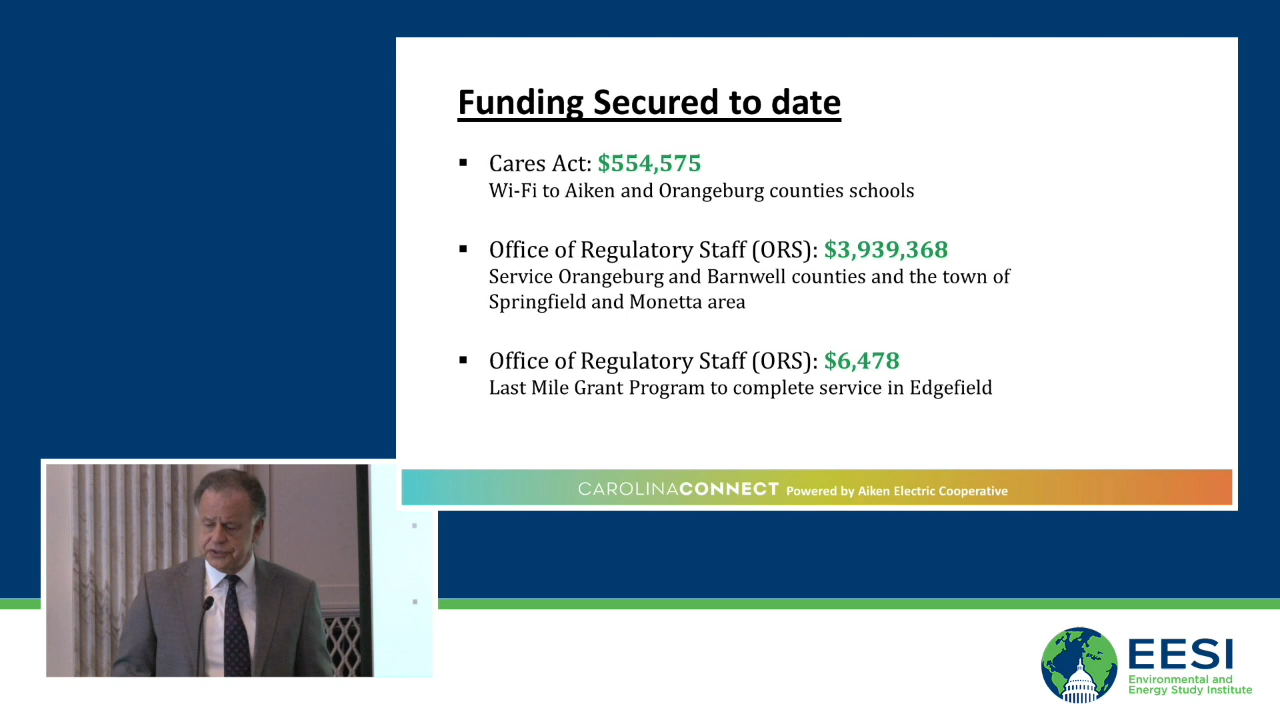 Funding Secured to date
▪ Cares Act: $554,575
Wi-Fi to Aiken and Orangeburg counties schools
▪ Office of Regulatory Staff (ORS): $3,939,368
Service Orangeburg and Barnwell counties and the town of
Springfield and Monetta area
▪ Office of Regulatory Staff (ORS): $6,478
Last Mile Grant Program to complete service in Edgefield
CAROLINACONNECT Powered by Aiken Electric Cooperative
EESI
Environmental and
Energy Study Institute